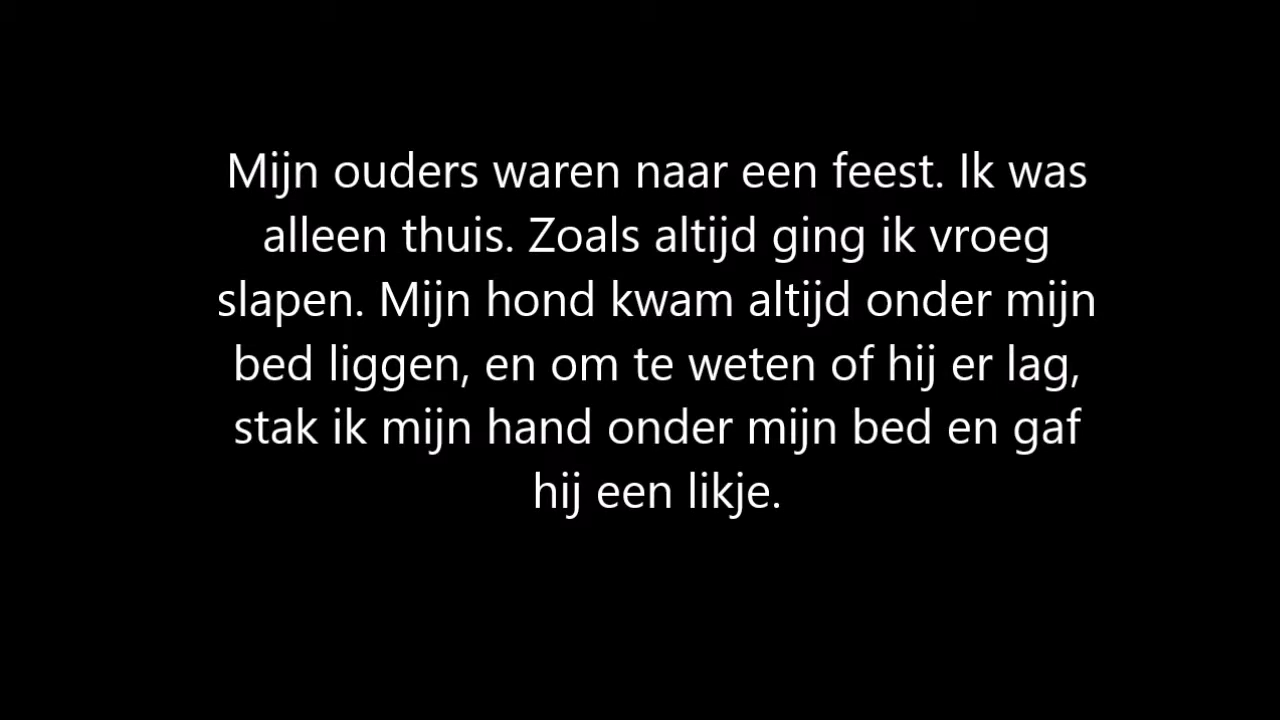 Mijn ouders waren naar een feest. Ik was
alleen thuis. Zoals altijd ging ik vroeg
slapen. Mijn hond kwam altijd onder mijn
bed liggen, en om te weten of hij er lag,
stak ik mijn hand onder mijn bed en gaf
hij een likje.